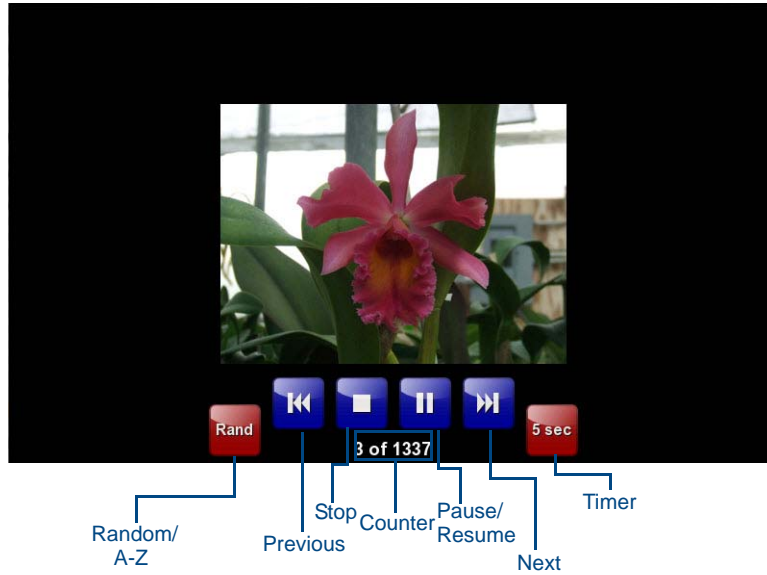 Rand
5 sec
3 of 1337
Random/
A-Z
Previous
Stop
Counter
Pause/
Resume
Next
Timer